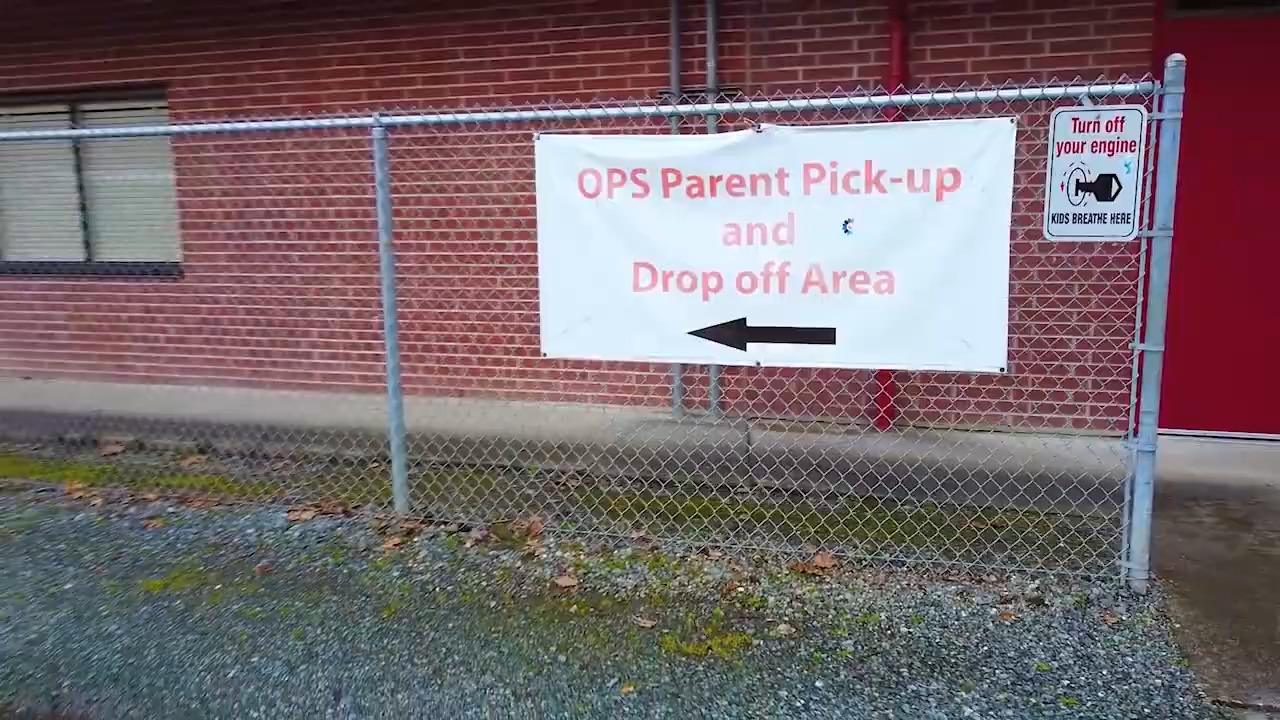 OPS Parent Pick-up
and
Drop off Area
Turn off
your engine
KIDS BREATHE HERE